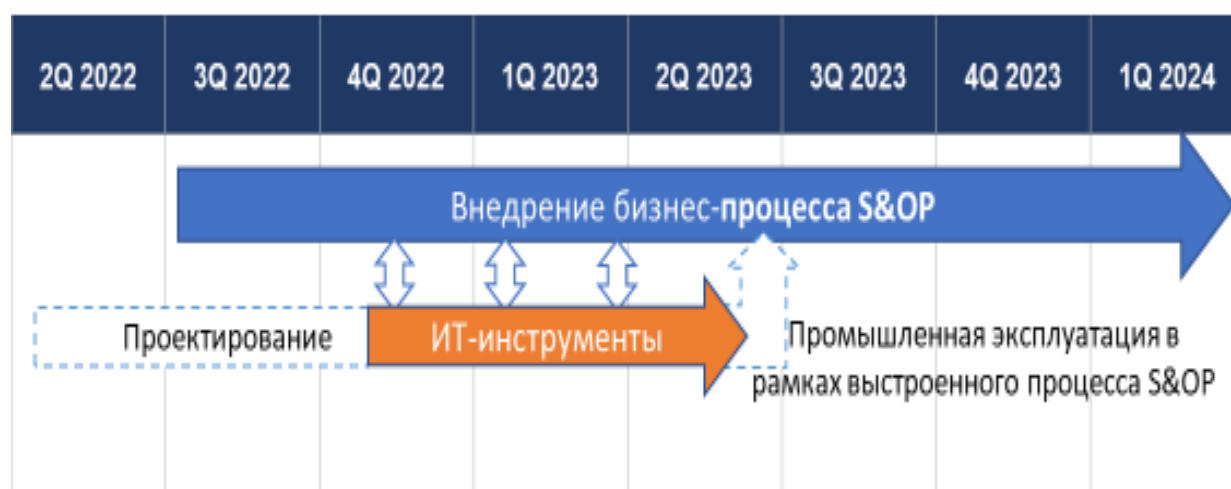 2Q 2022 3Q 2022 4Q 2022 1Q 2023 2Q 2023 3Q 2023 4Q 2023 1Q 2024
Внедрение бизнес-процесса S&OP
Проектирование
ИТ-инструменты
Промышленная эксплуатация в
рамках выстроенного процесса S&OP